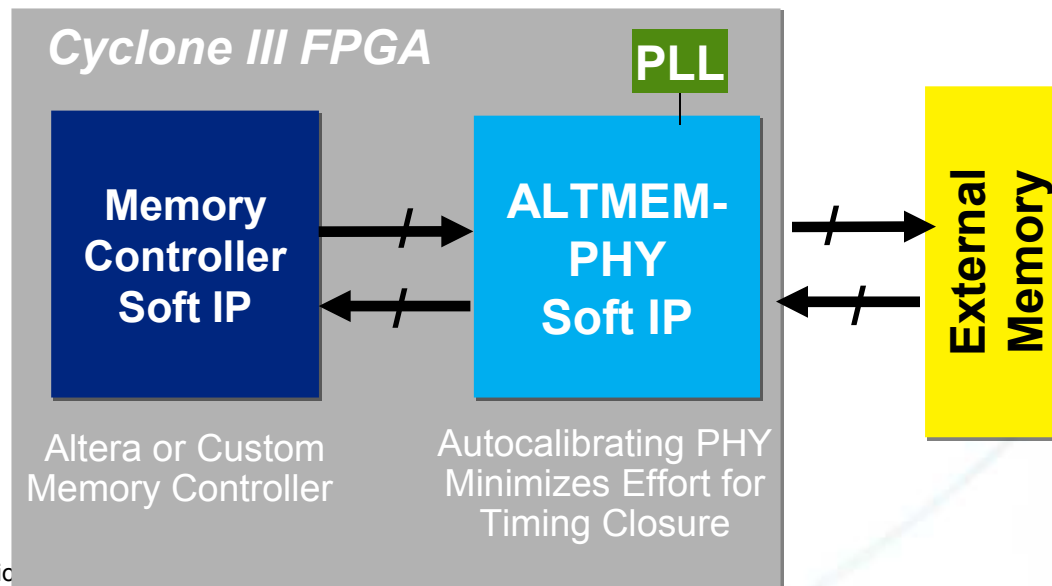 Cyclone III FPGA
PLL
Memory
Controller
Soft IP
ALTMEM-
PHY
Soft IP
External
Memory
Altera or Custom
Memory Controller
Autocalibrating PHY
Minimizes Effort for
Timing Closure